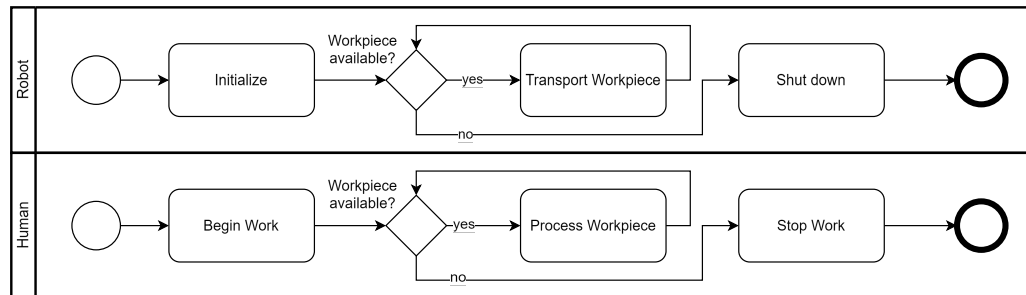 Robot
Initialize
Workpiece
available?
yes
Transport Workpiece
no
Shut down
Human
Begin Work
Workpiece
available?
yes
Process Workpiece
no
Stop Work